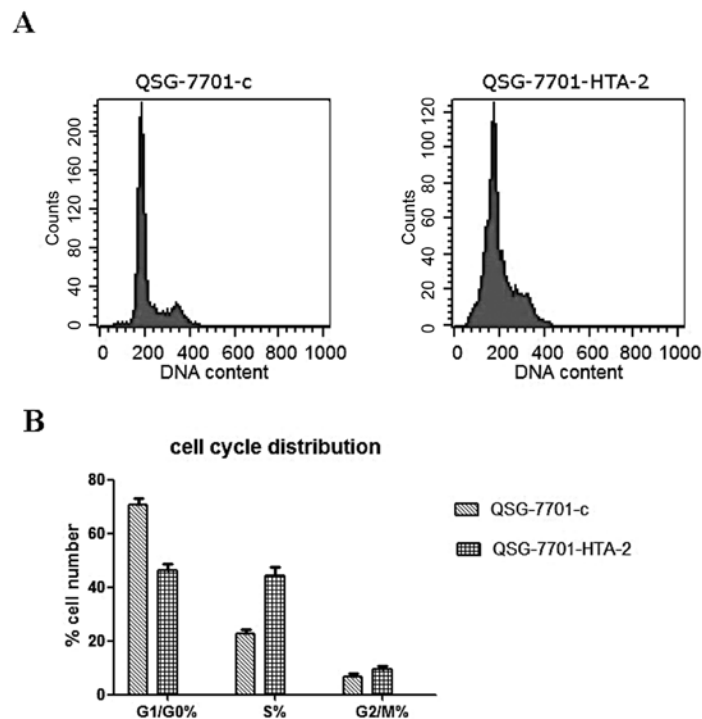 A
QSG-7701-c
QSG-7701-HTA-2
Counts
200
160
120
80
40
0
0 200 400 600 800 1000
DNA content
Counts
120
100
80
60
40
20
0
0 200 400 600 800 1000
DNA content
B
cell cycle distribution
% cell number
80
60
40
20
0
G1/G0%
S%
G2/M%
QSG-7701-c
QSG-7701-HTA-2